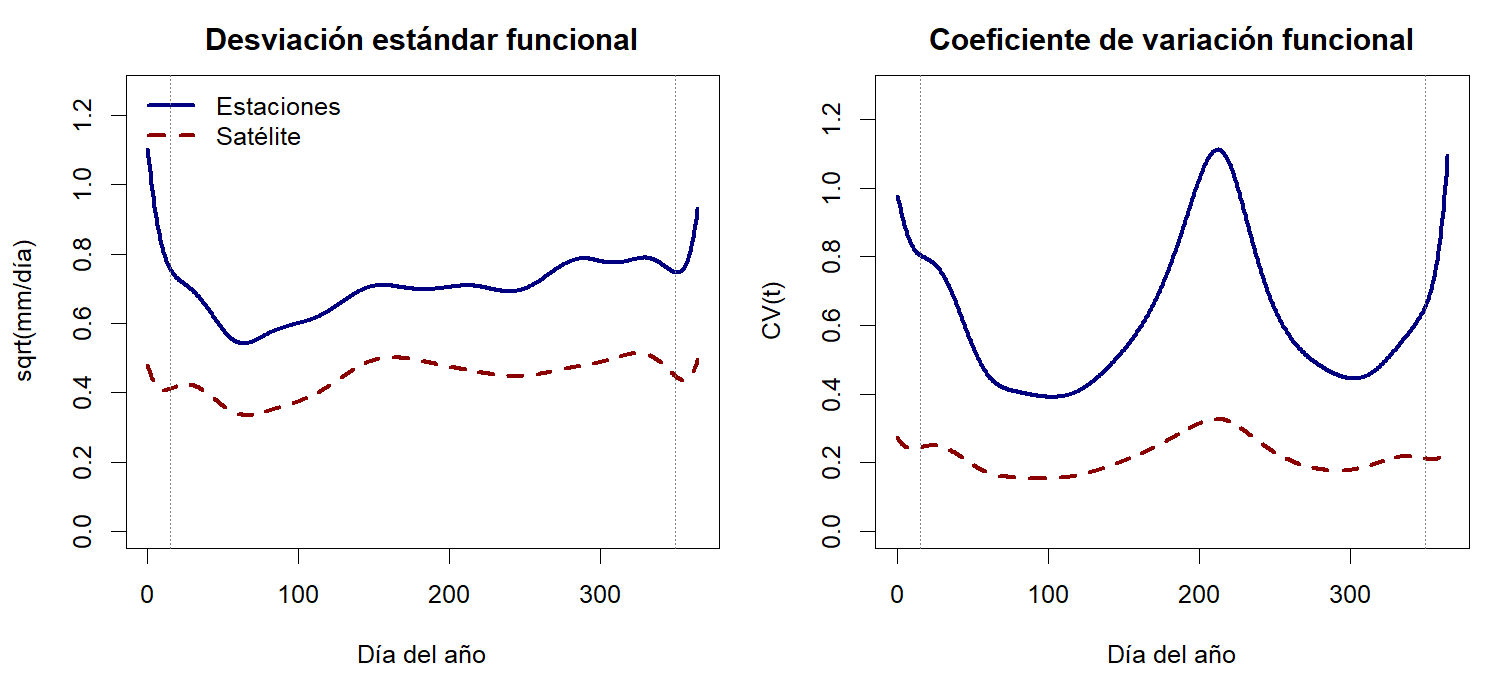 Desviación estándar funcional
Estaciones
Satélite
sqrt(mm/día)
0.0 0.2 0.4 0.6 0.8 1.0 1.2
0 100 200 300
Día del año
Coeficiente de variación funcional
CV(t)
0.0 0.2 0.4 0.6 0.8 1.0 1.2
0 100 200 300
Día del año